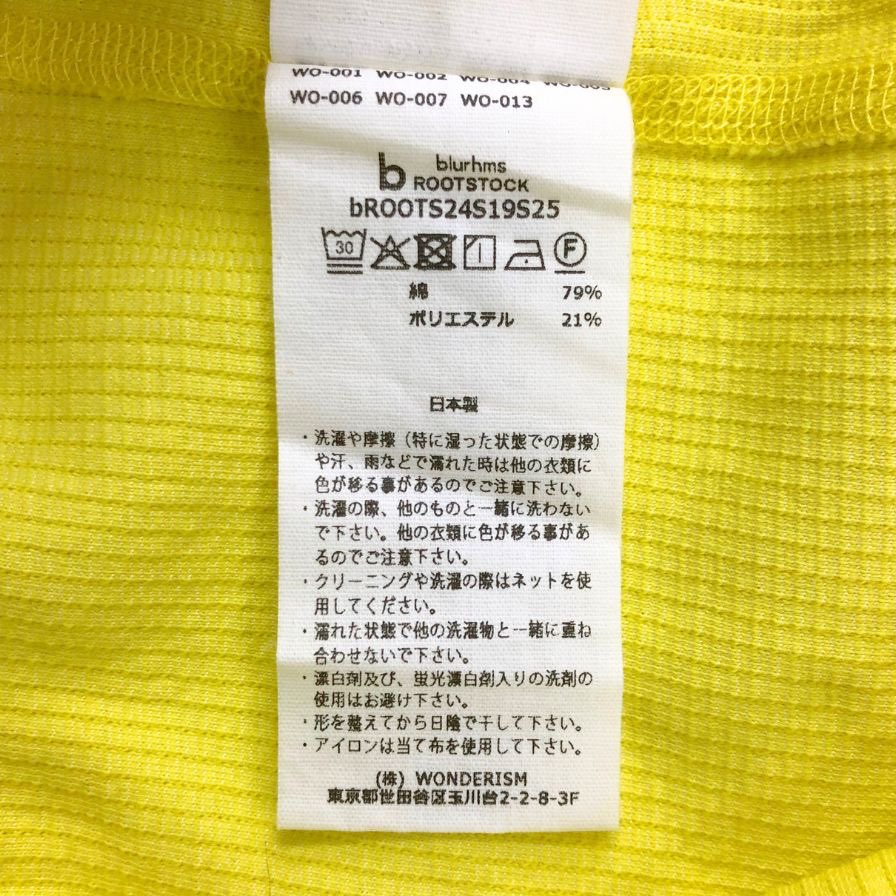 WO-001 WO-002 WO-004 WO-005
WO-006 WO-007 WO-013
b blurhms
ROOTSTOCK
bROOTS24S19S25
30 F
綿 79%
ポリエステル 21%
日本製
・洗濯や摩擦（特に湿った状態での摩擦）
や汗、雨などで濡れた時は他の衣類に
色が移る事があるのでご注意下さい。
・洗濯の際、他のものと一緒に洗わない
で下さい。他の衣類に色が移る事があ
るのでご注意下さい。
・クリーニングや洗濯の際はネットを使
用してください。
・濡れた状態で他の洗濯物と一緒に重ね
合わせないで下さい。
・漂白剤及び、蛍光漂白剤入りの洗剤の
使用はお避け下さい。
・形を整えてから日陰で干して下さい。
・アイロンは当て布を使用して下さい。
(株) WONDERISM
東京都世田谷区玉川台2-2-8-3F